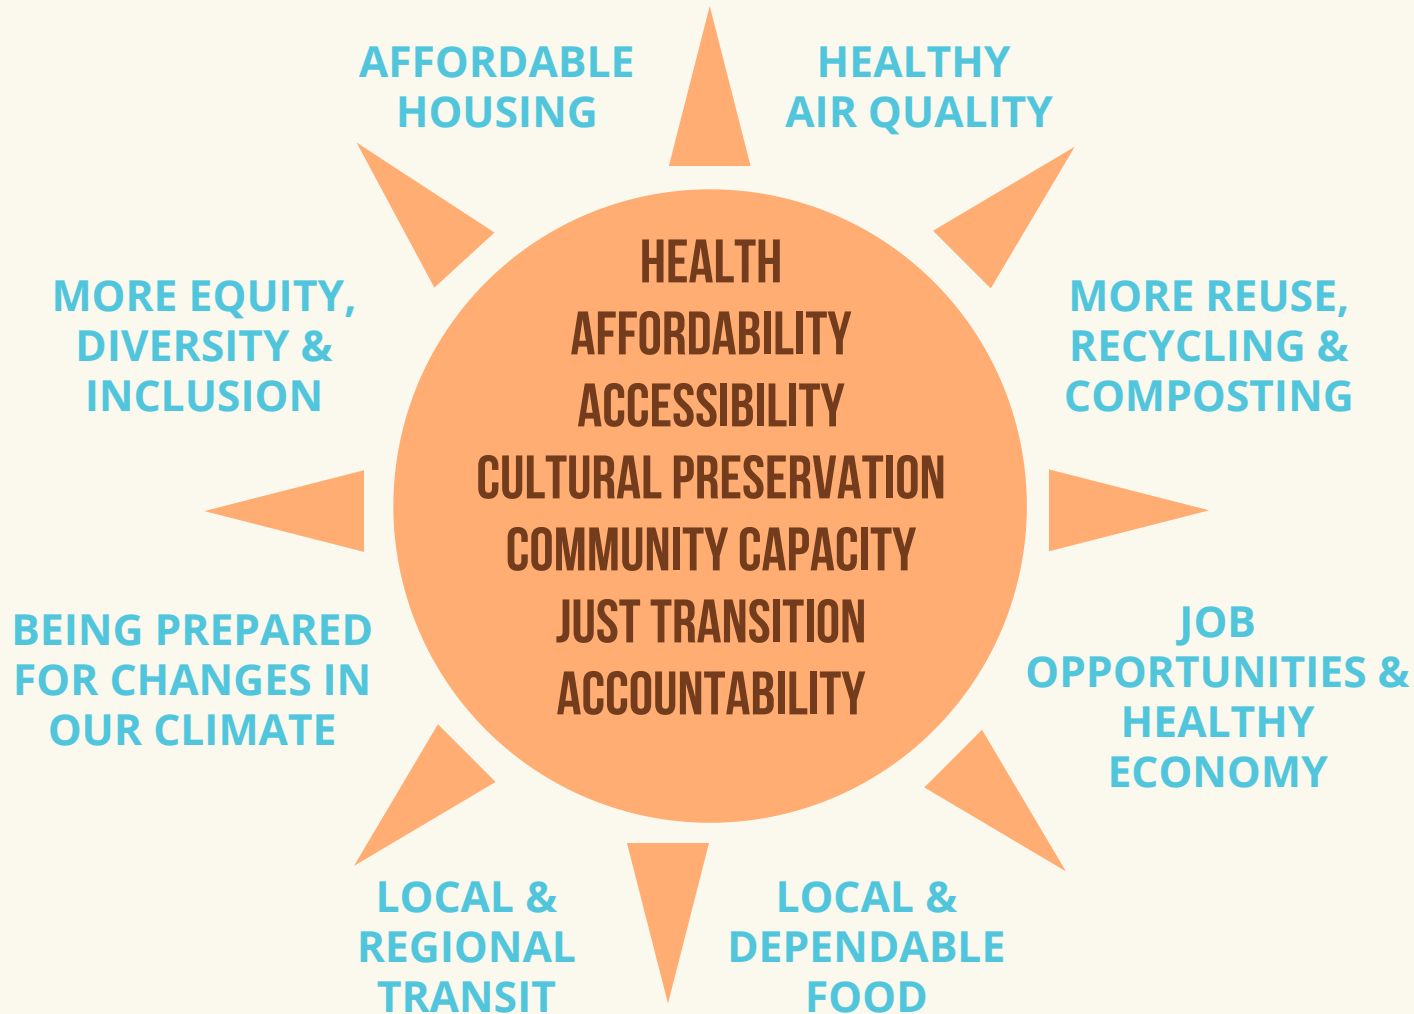 AFFORDABLE
HOUSING
HEALTHY
AIR QUALITY
MORE EQUITY,
DIVERSITY &
INCLUSION
HEALTH
AFFORDABILITY
ACCESSIBILITY
CULTURAL PRESERVATION
COMMUNITY CAPACITY
JUST TRANSITION
ACCOUNTABILITY
MORE REUSE,
RECYCLING &
COMPOSTING
BEING PREPARED
FOR CHANGES IN
OUR CLIMATE
JOB
OPPORTUNITIES &
HEALTHY
ECONOMY
LOCAL &
REGIONAL
TRANSIT
LOCAL &
DEPENDABLE
FOOD